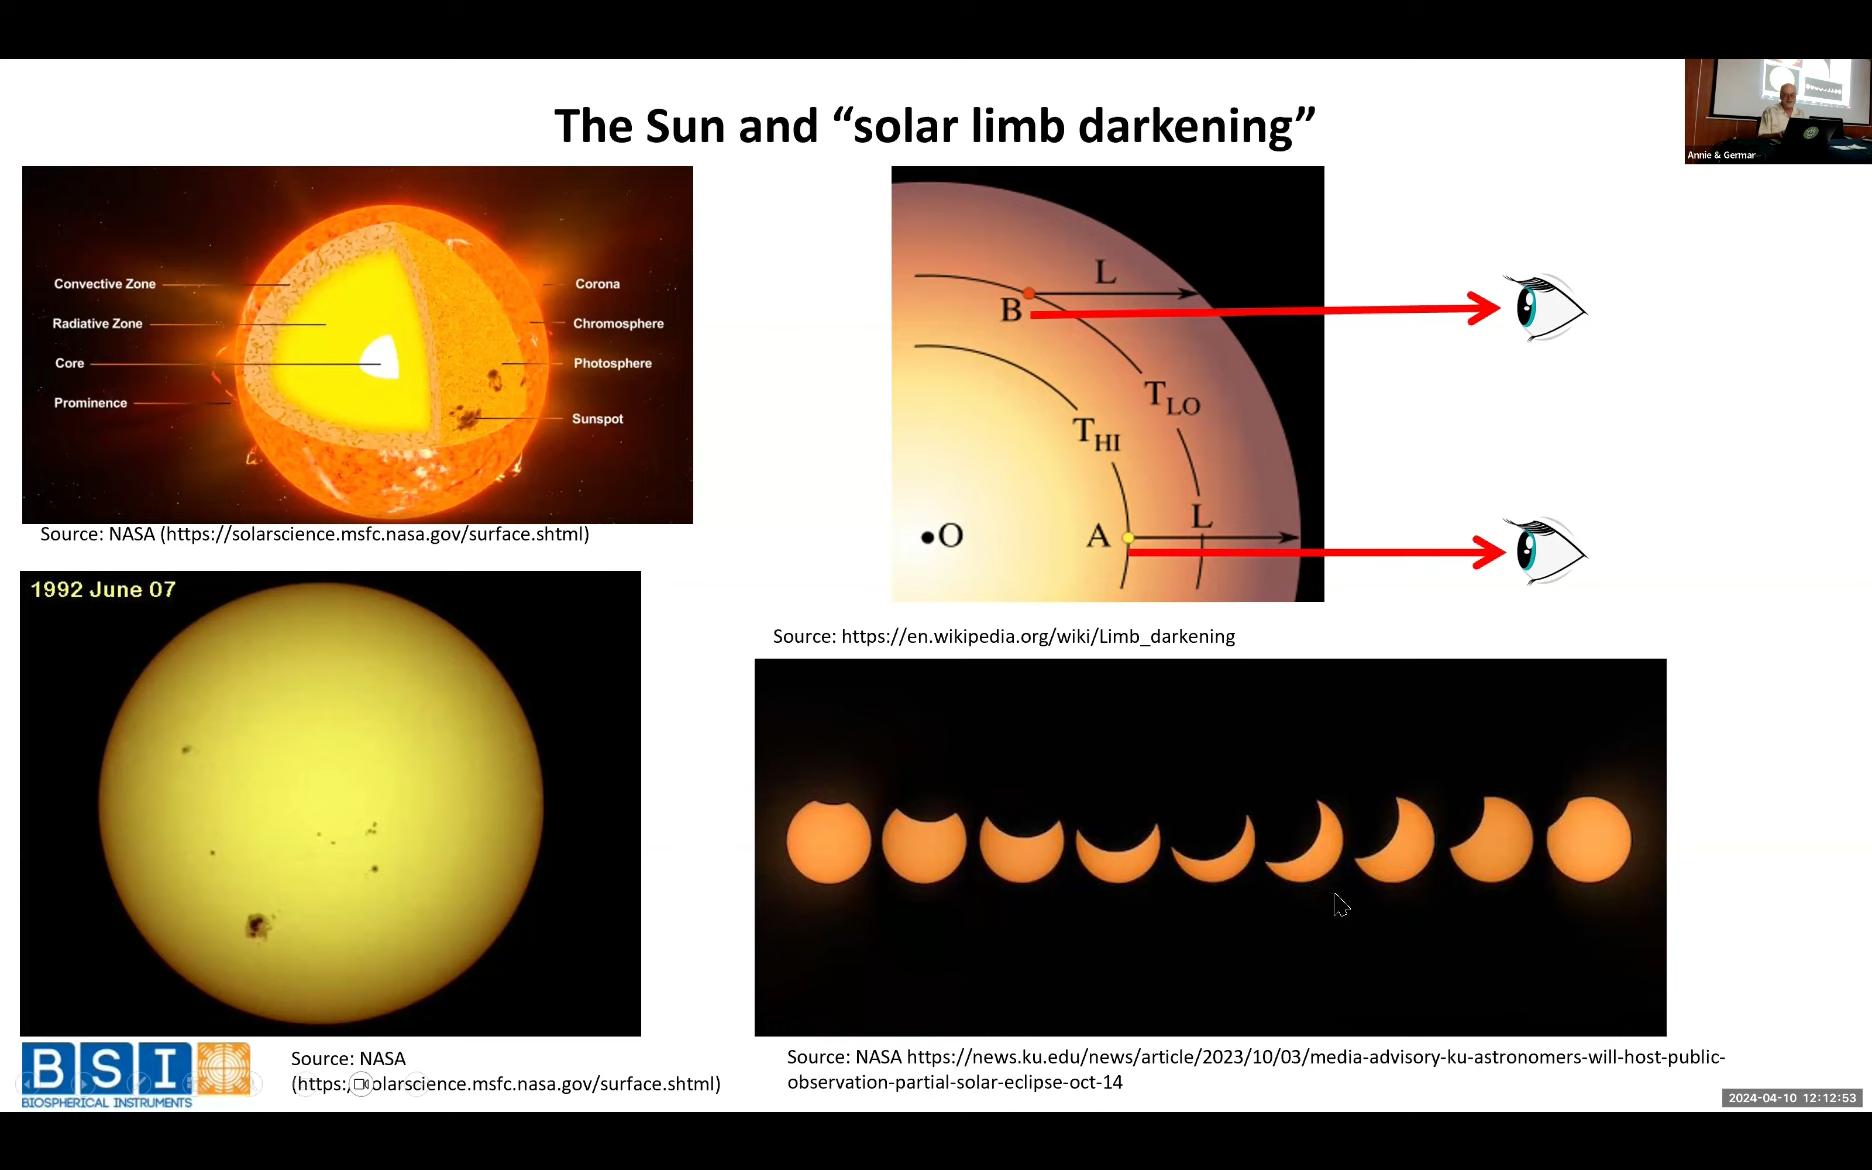 The Sun and “solar limb darkening”
Annie & Germar
Convective Zone
Radiative Zone
Core
Prominence
Corona
Chromosphere
Photosphere
Sunspot
Source: NASA (https://solarscience.msfc.nasa.gov/surface.shtml)
L
B
T LO
T HI
L
A
O
Source: https://en.wikipedia.org/wiki/Limb_darkening
1992 June 07
BSI
BIOSPHERICAL INSTRUMENTS
Source: NASA
(https:/olarscience.msfc.nasa.gov/surface.shtml)
Source: NASA https://news.ku.edu/news/article/2023/10/03/media-advisory-ku-astronomers-will-host-public-
observation-partial-solar-eclipse-oct-14
2024-04-10 12:12:53